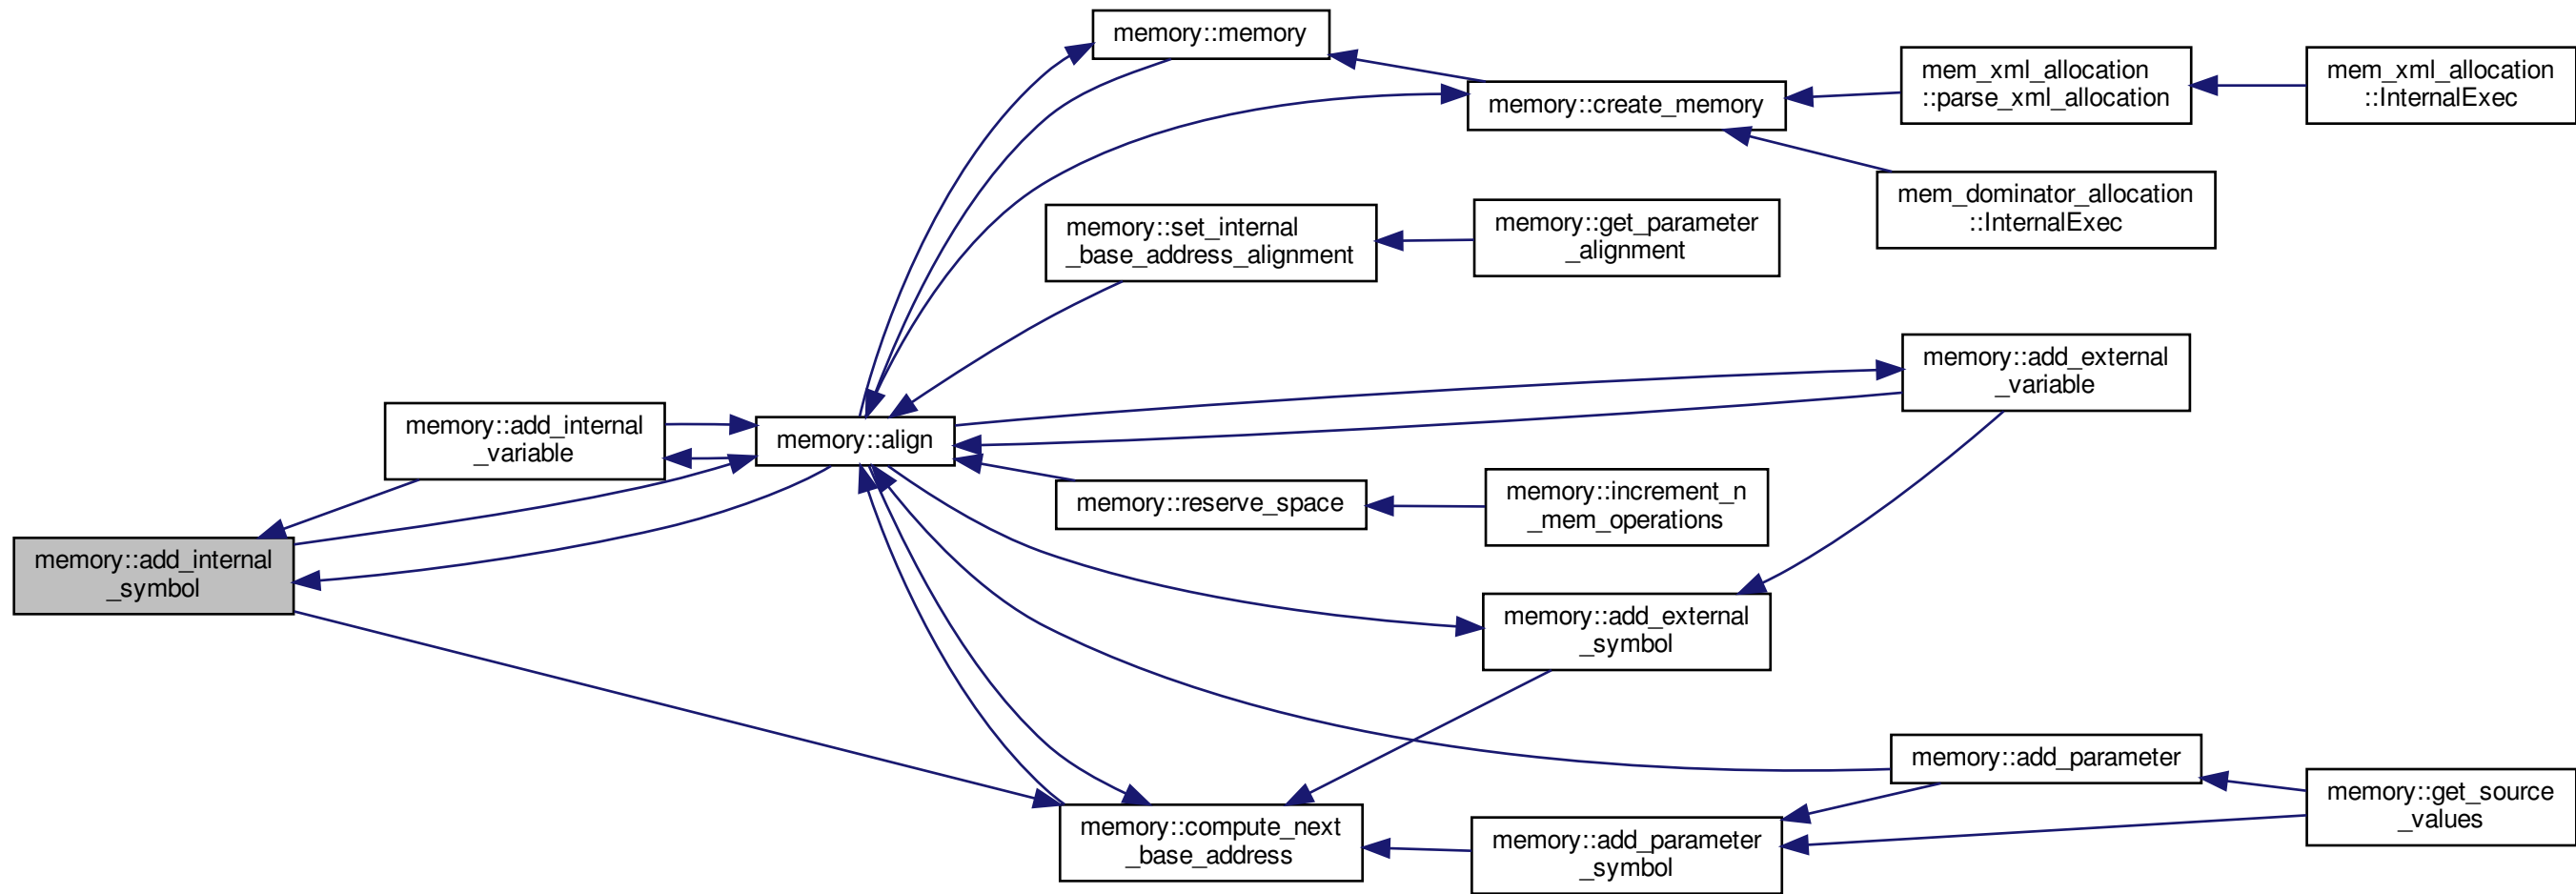 memory::memory
memory::create_memory
mem_xml_allocation
::parse_xml_allocation
mem_xml_allocation
::InternalExec
mem_dominator_allocation
::InternalExec
memory::set_internal
_base_address_alignment
memory::get_parameter
_alignment
memory::add_external
_variable
memory::add_internal
_variable
memory::align
memory::reserve_space
memory::increment_n
_mem_operations
memory::add_internal
_symbol
memory::add_external
_symbol
memory::add_parameter
memory::get_source
_values
memory::compute_next
_base_address
memory::add_parameter
_symbol